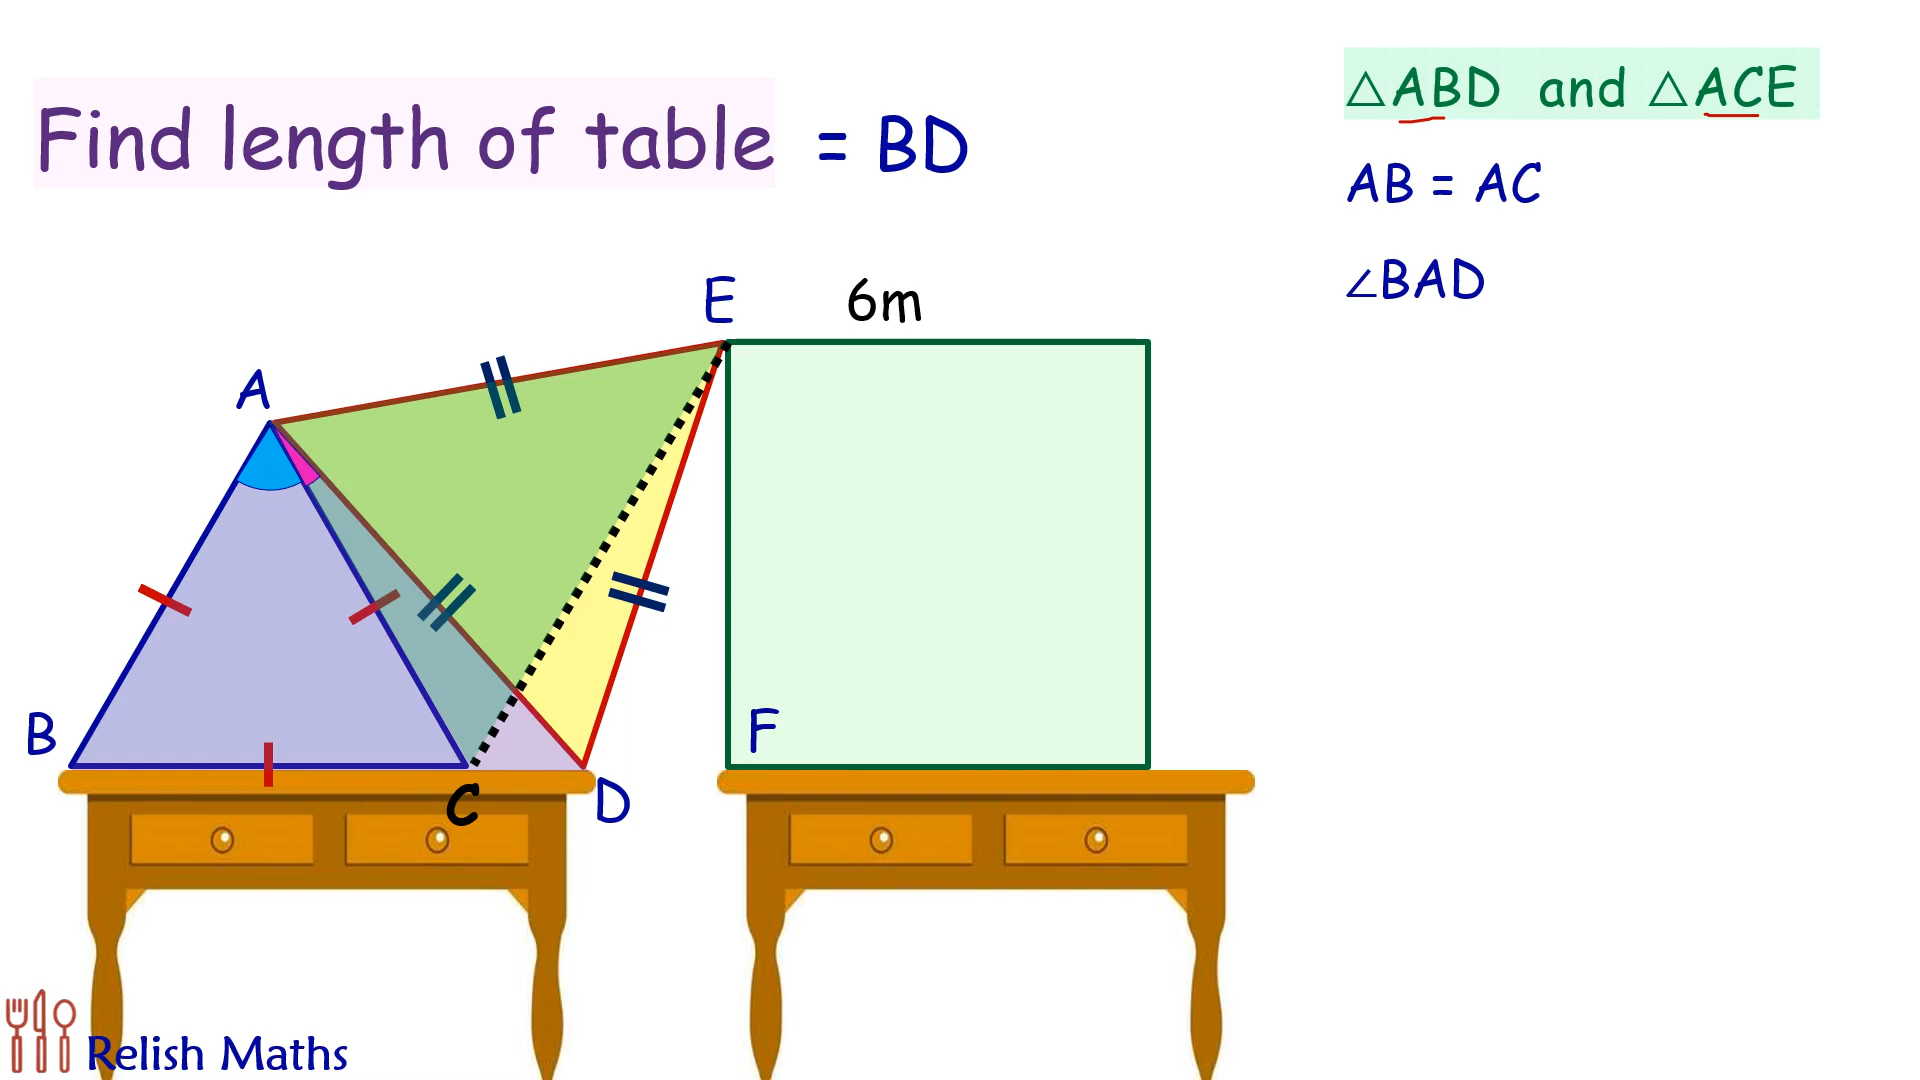 Find length of table = BD
△ABD and △ACE
AB = AC
∠BAD
E
6m
A
B
F
C
D
Relish Maths